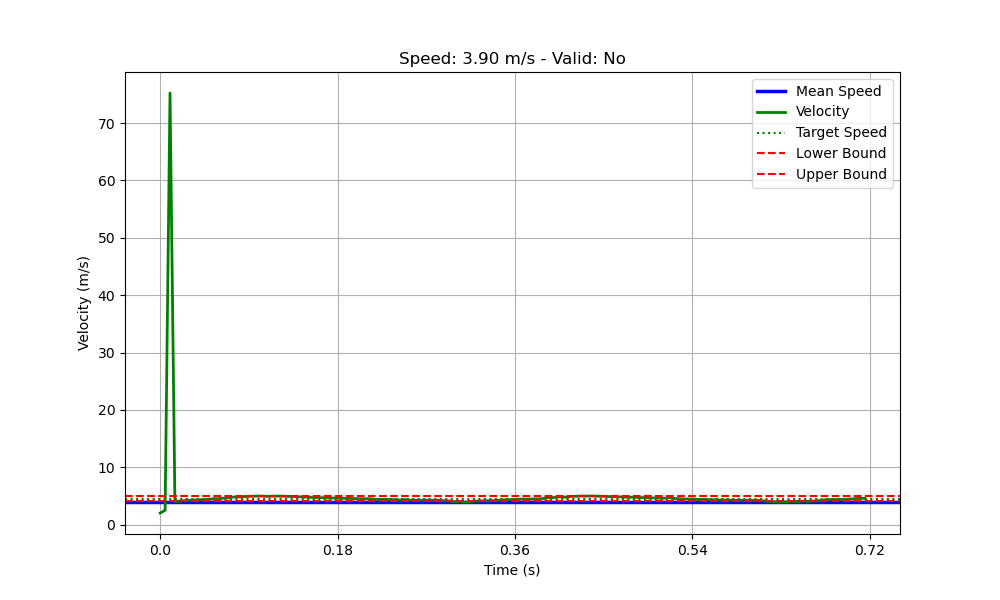 Speed: 3.90 m/s - Valid: No
Mean Speed
Velocity
Target Speed
Lower Bound
Upper Bound
Velocity (m/s)
70
60
50
40
30
20
10
0
0.0 0.18 0.36 0.54 0.72
Time (s)